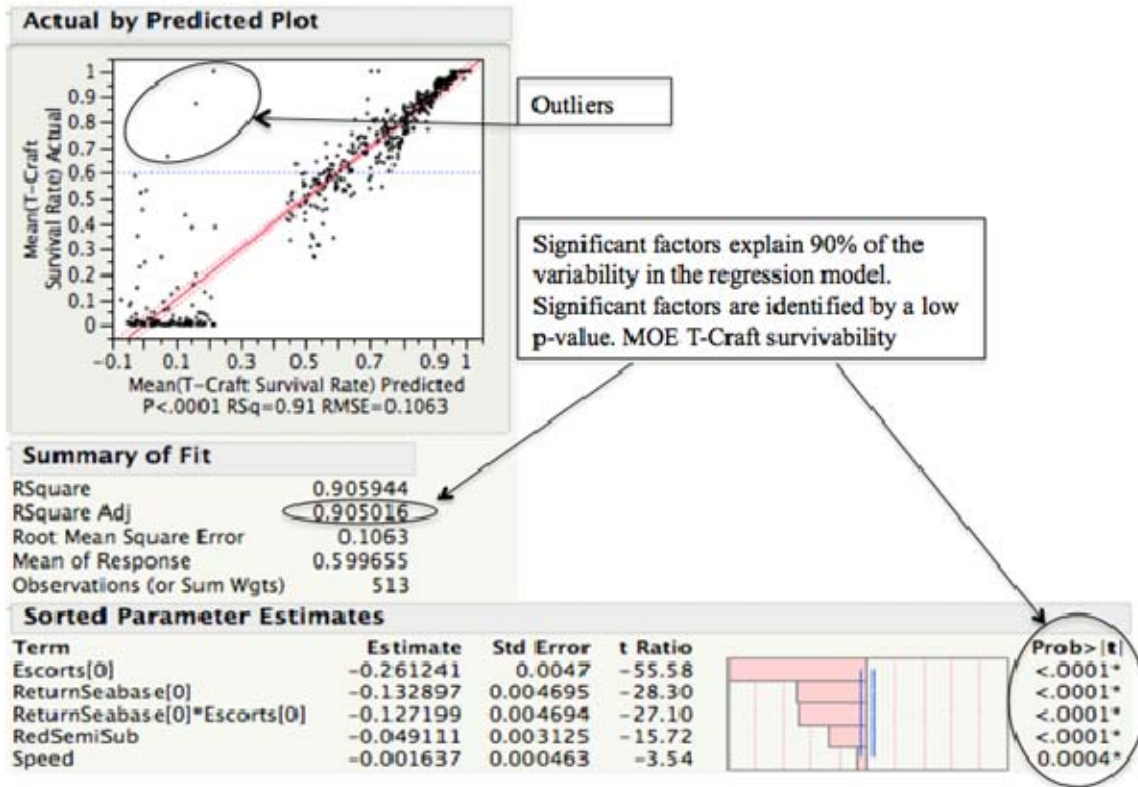 Actual by Predicted Plot
Mean(T-Craft
Survival Rate) Actual
1
0.9
0.8
0.7
0.6
0.5
0.4
0.3
0.2
0.1
0
-0.1 0.1 0.3 0.5 0.7 0.9 1
Mean(T-Craft Survival Rate) Predicted
P<.0001 RSq=0.91 RMSE=0.1063
Outliers
Significant factors explain 90% of the
variability in the regression model.
Significant factors are identified by a low
p-value. MOE T-Craft survivability
Summary of Fit
RSquare 0.905944
RSquare Adj 0.905016
Root Mean Square Error 0.1063
Mean of Response 0.599655
Observations (or Sum Wgts) 513
Sorted Parameter Estimates
Term Estimate Std Error t Ratio Prob>|t|
Escorts[0] -0.261241 0.0047 -55.58 <.0001*
ReturnSeabase[0] -0.132897 0.004695 -28.30 <.0001*
ReturnSeabase[0]*Escorts[0] -0.127199 0.004694 -27.10 <.0001*
RedSemiSub -0.049111 0.003125 -15.72 <.0001*
Speed -0.001637 0.000463 -3.54 0.0004*